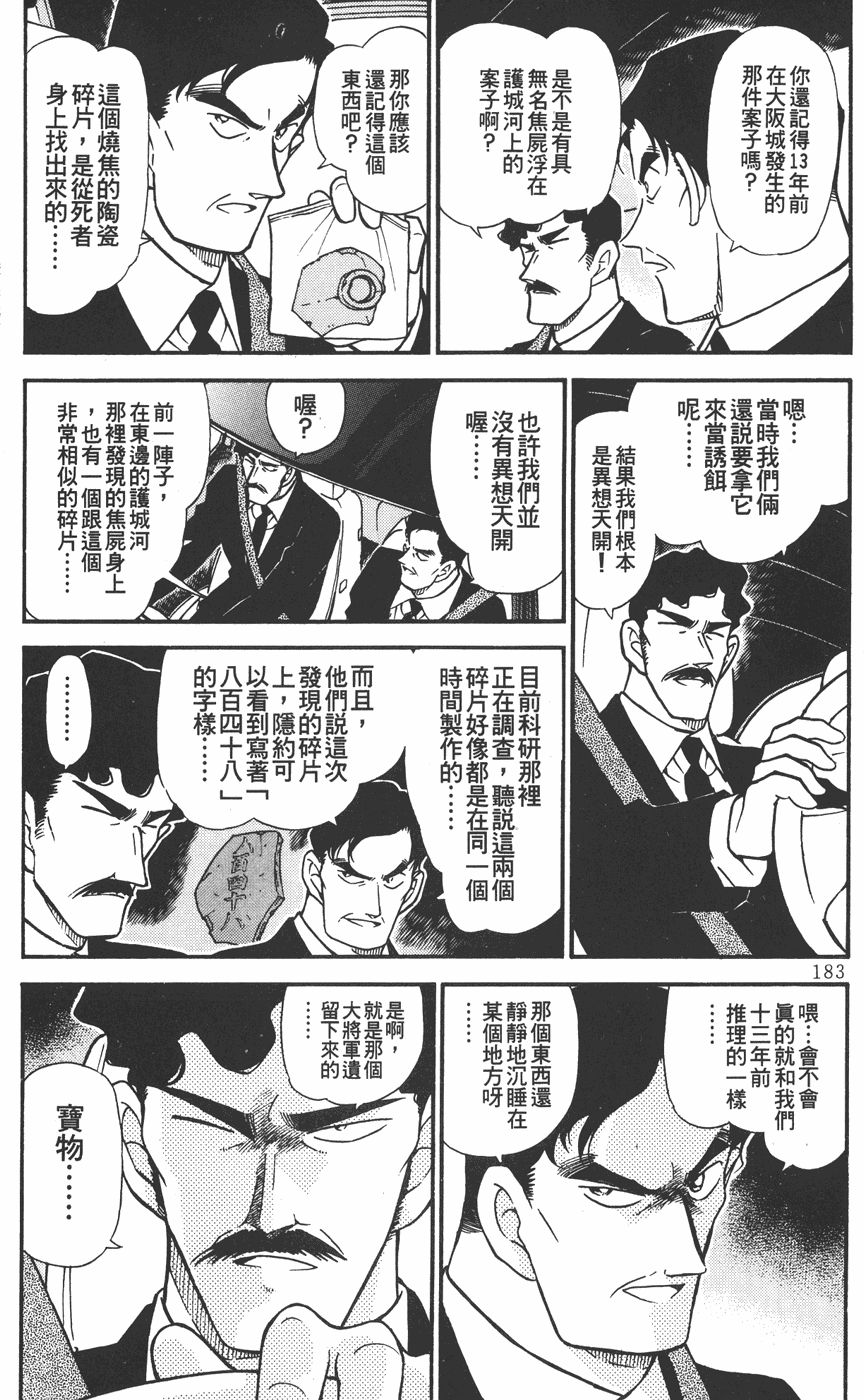 你還記得13年前
在大阪城發生的
那件案子嗎？
是不是有具
無名焦屍浮在
護城河上的
案子啊？
那你應該
還記得這個
東西吧？
這個燒焦的陶瓷
碎片，是從死者
身上找出來的……
嗯…
當時我們倆
還說要拿它
來當誘餌
呢……
結果我們根本
是異想天開！
也許我們並
沒有異想天開
喔……
喔？
前一陣子，
在東邊的護城河
那裡發現的焦屍身上
，也有一個跟這個
非常相似的碎片……
目前科研那裡
正在調查，聽說這兩個
碎片好像都是在同一個
時間製作的……
而且，
他們說這次
發現的碎片
上，隱約可
以看到寫著「
八百四十八」
的字樣……
八百四十八
……
183
喂…會不會
真的就和我們
十三年前
推理的一樣
那個東西還
靜靜地沉睡在
某個地方呀
……
是啊，
就是那個
大將軍遺
留下來的
……
寶物……